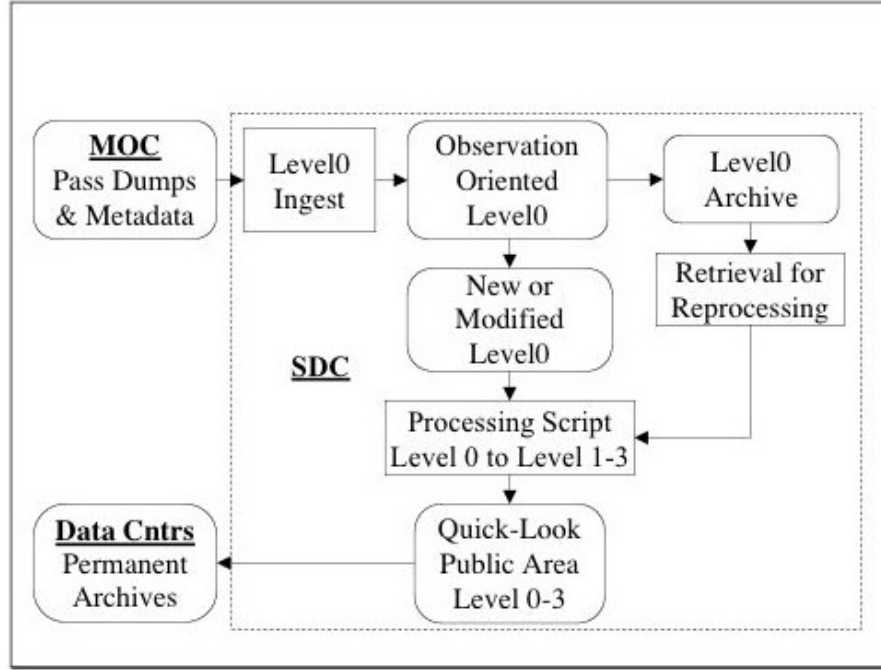 MOC
Pass Dumps
& Metadata
Level0
Ingest
Observation
Oriented
Level0
Level0
Archive
New or
Modified
Level0
Retrieval for
Reprocessing
SDC
Processing Script
Level 0 to Level 1-3
Data Cntrs
Permanent
Archives
Quick-Look
Public Area
Level 0-3